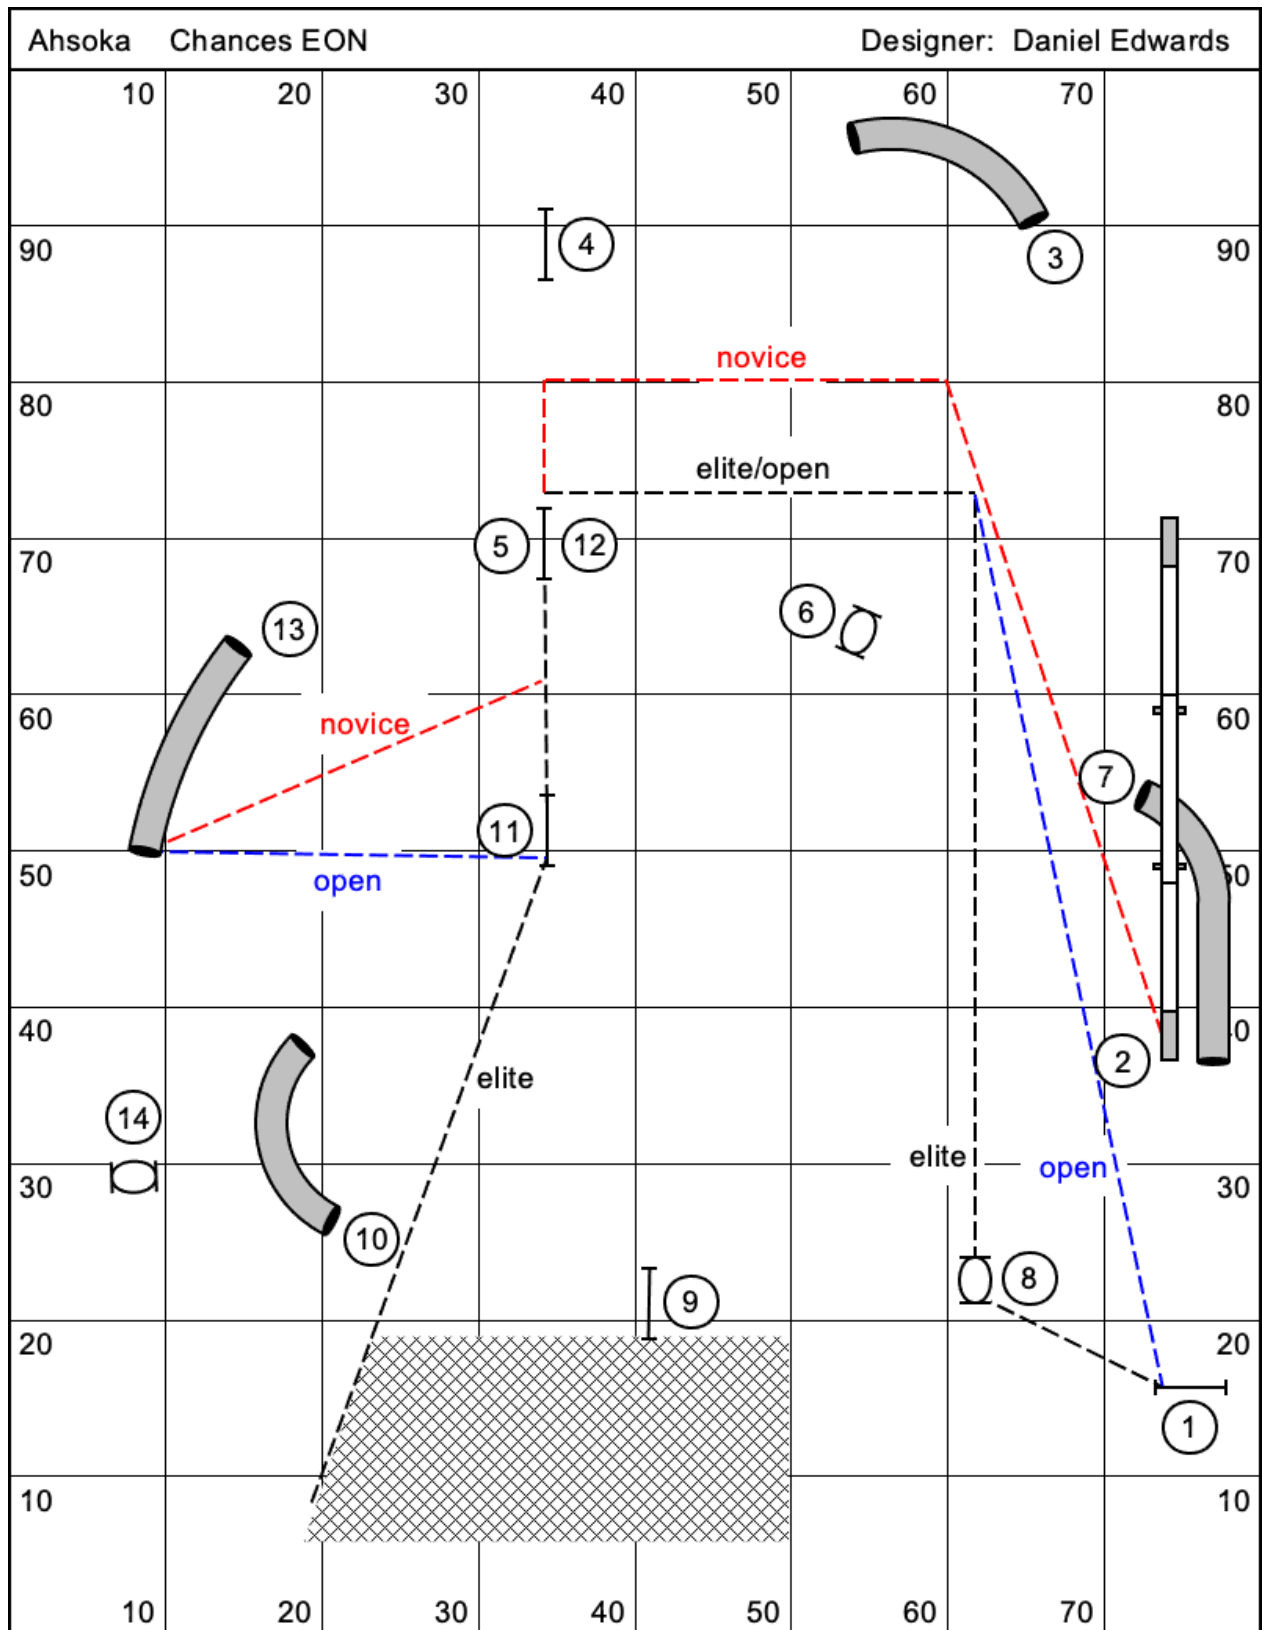 Ahsoka Chances EON Designer: Daniel Edwards
10 20 30 40 50 60 70
90 4 3 90
novice
80 80
elite/open
70 5 12 70
6
13
60 novice 60
7
11
50 open 50
40 40
2
elite
14
elite open
30 30
10
8
9
20 20
1
10 10
10 20 30 40 50 60 70